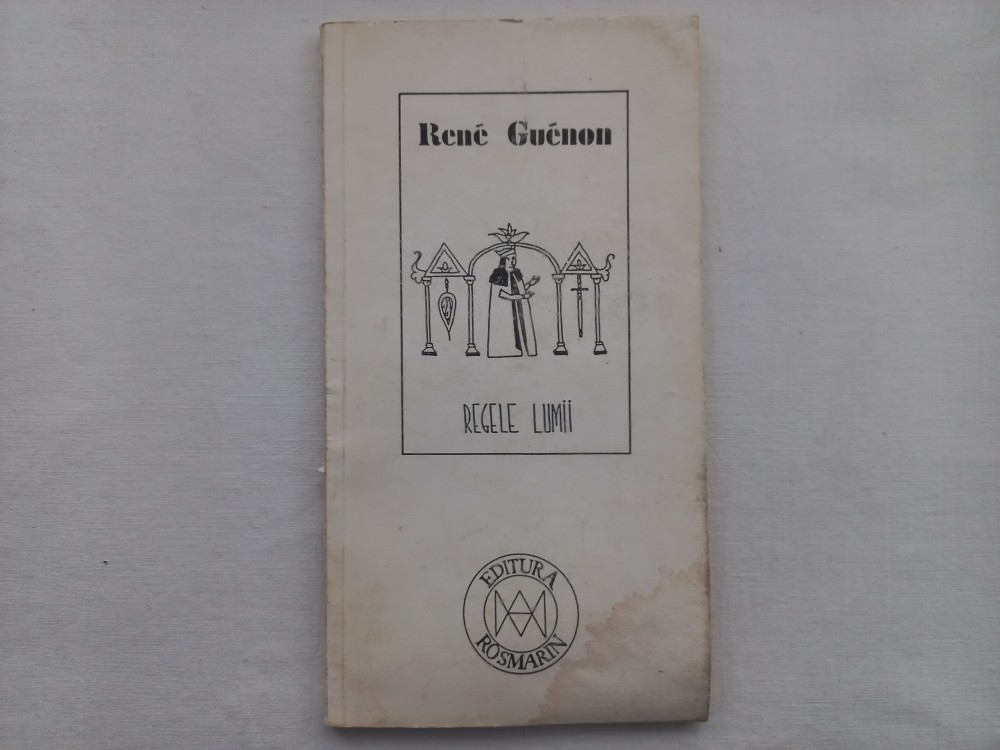 René Guénon
REGELE LUMII
EDITURA
ROSMARIN